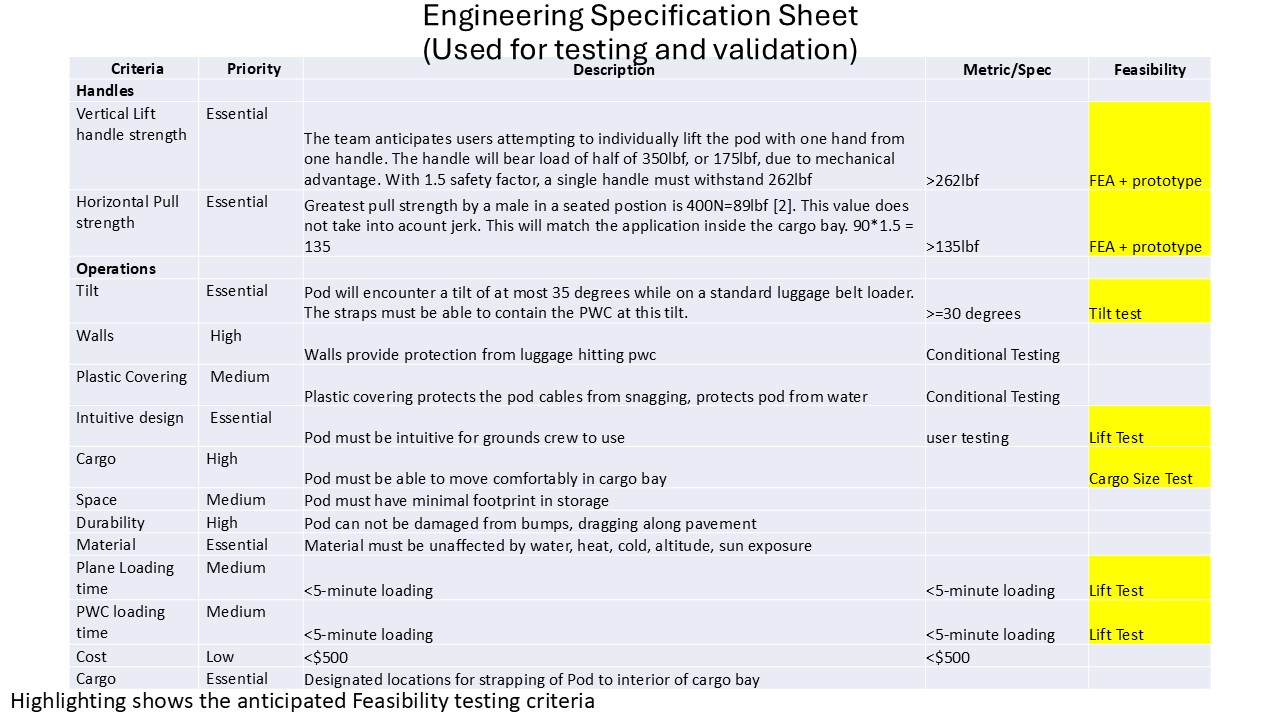 Engineering Specification Sheet
(Used for testing and validation)
Criteria Priority Description Metric/Spec Feasibility
Handles
Vertical Lift Essential
handle strength
The team anticipates users attempting to individually lift the pod with one hand from
one handle. The handle will bear load of half of 350lbf, or 175lbf, due to mechanical
advantage. With 1.5 safety factor, a single handle must withstand 262lbf >262lbf FEA + prototype
Horizontal Pull Essential
strength
Greatest pull strength by a male in a seated postion is 400N=89lbf [2]. This value does
not take into acount jerk. This will match the application inside the cargo bay. 90*1.5 =
135 >135lbf FEA + prototype
Operations
Tilt Essential
Pod will encounter a tilt of at most 35 degrees while on a standard luggage belt loader.
The straps must be able to contain the PWC at this tilt. >=30 degrees Tilt test
Walls High
Walls provide protection from luggage hitting pwc Conditional Testing
Plastic Covering Medium
Plastic covering protects the pod cables from snagging, protects pod from water Conditional Testing
Intuitive design Essential
Pod must be intuitive for grounds crew to use user testing Lift Test
Cargo High
Pod must be able to move comfortably in cargo bay Cargo Size Test
Space Medium Pod must have minimal footprint in storage
Durability High Pod can not be damaged from bumps, dragging along pavement
Material Essential Material must be unaffected by water, heat, cold, altitude, sun exposure
Plane Loading Medium
time <5-minute loading <5-minute loading Lift Test
PWC loading Medium
time <5-minute loading <5-minute loading Lift Test
Cost Low <$500 <$500
Cargo Essential Designated locations for strapping of Pod to interior of cargo bay
Highlighting shows the anticipated Feasibility testing criteria